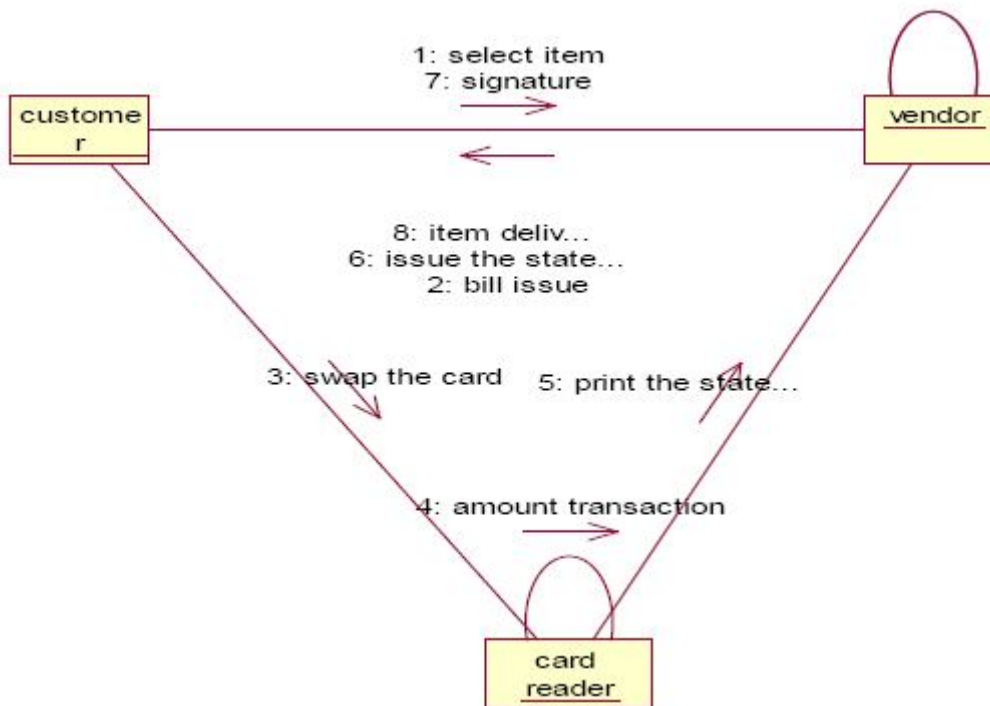 1: select item
7: signature
custome
r
vendor
8: item deliv...
6: issue the state...
2: bill issue
3: swap the card
5: print the state...
4: amount transaction
card
reader